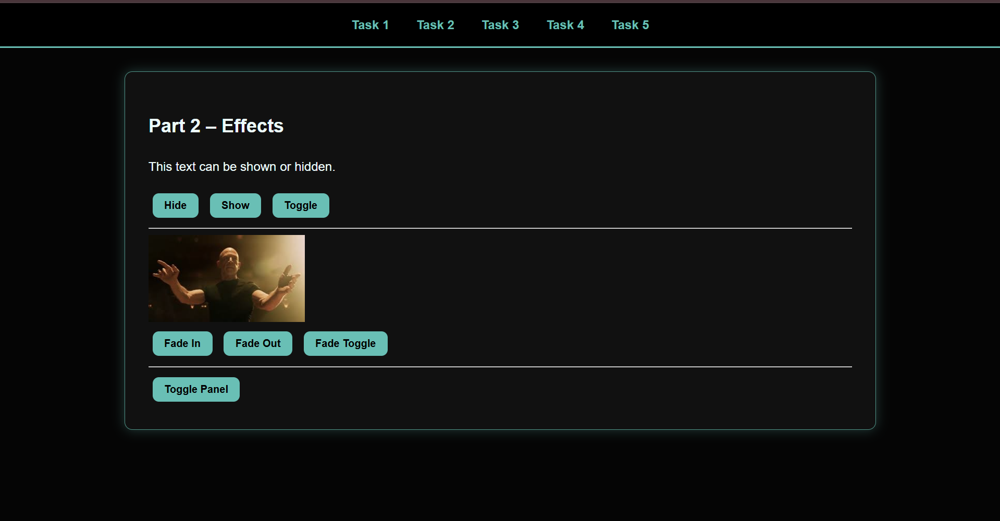 Task 1 Task 2 Task 3 Task 4 Task 5
Part 2 – Effects
This text can be shown or hidden.
Hide Show Toggle
Fade In Fade Out Fade Toggle
Toggle Panel